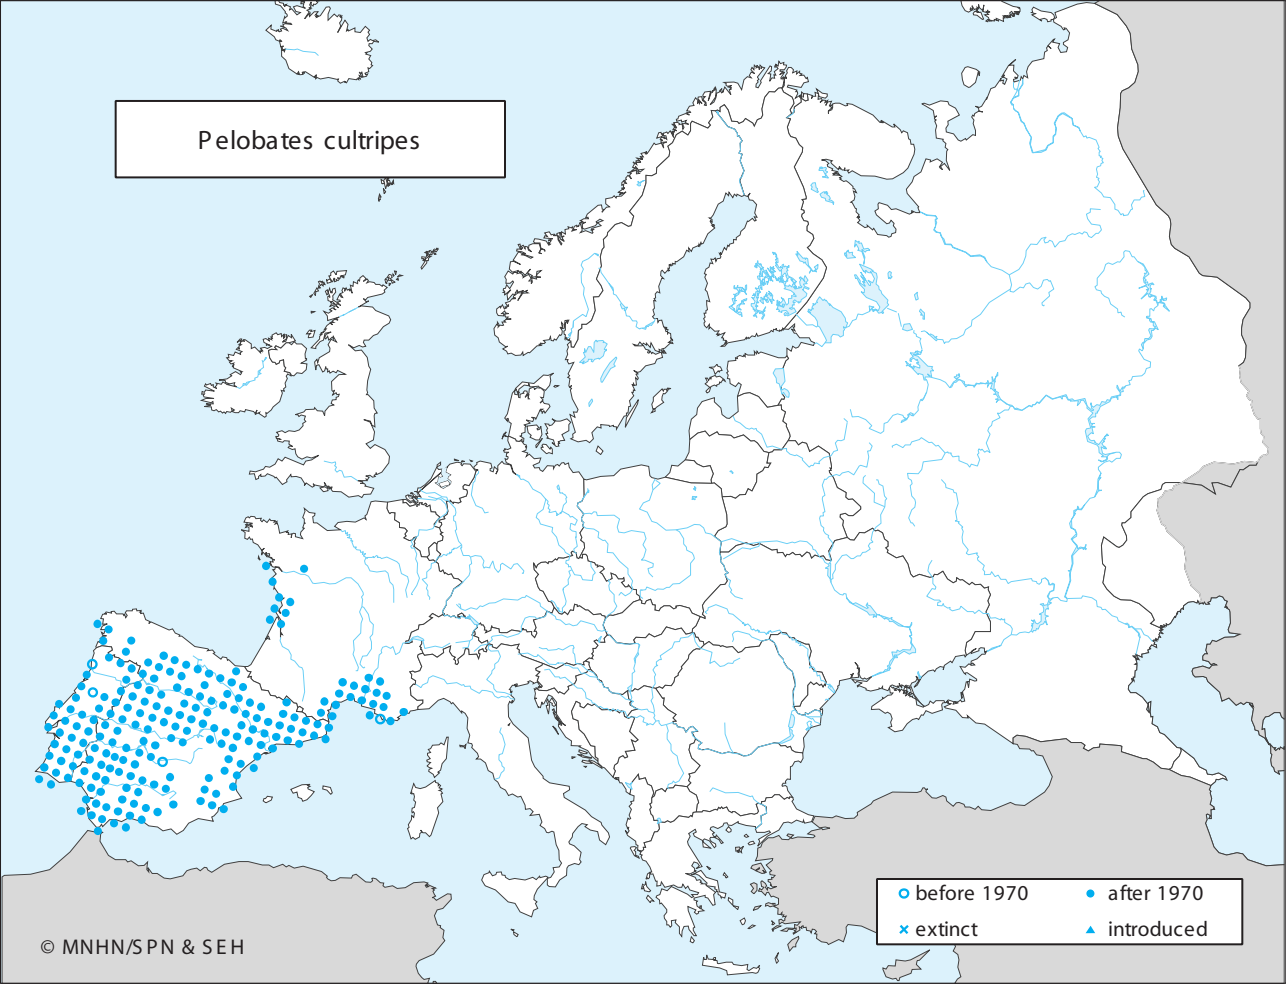 Pelobates cultripes
before 1970
after 1970
extinct
introduced
© MNHN/SPN & SEH